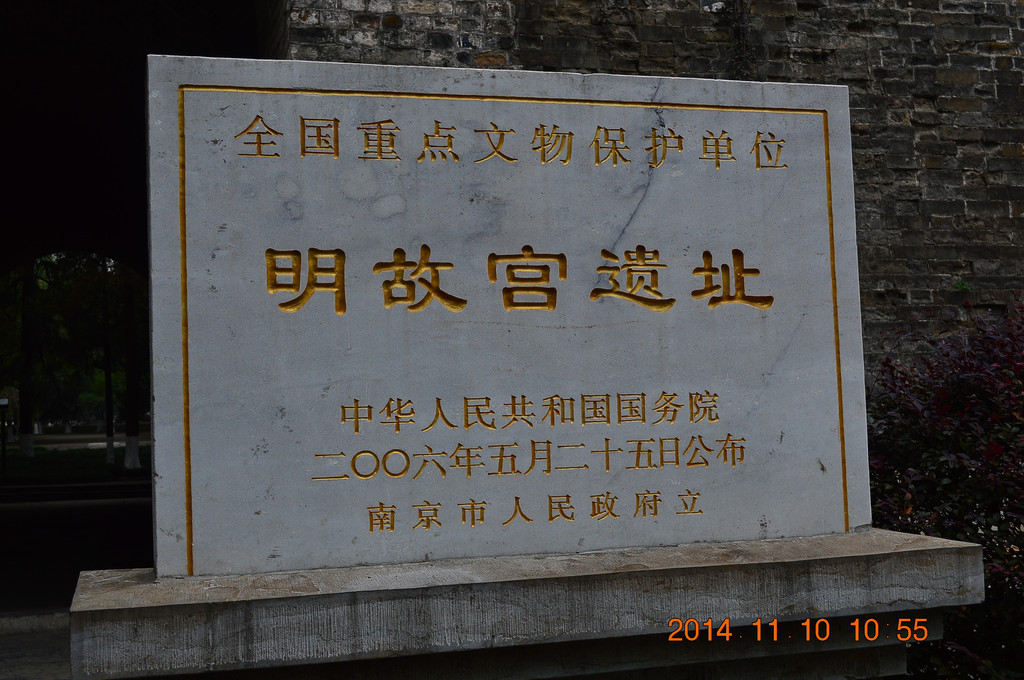 全国重点文物保护单位
明故宫遗址
中华人民共和国国务院
二〇〇六年五月二十五日公布
南京市人民政府立
2014 11 10 10 55